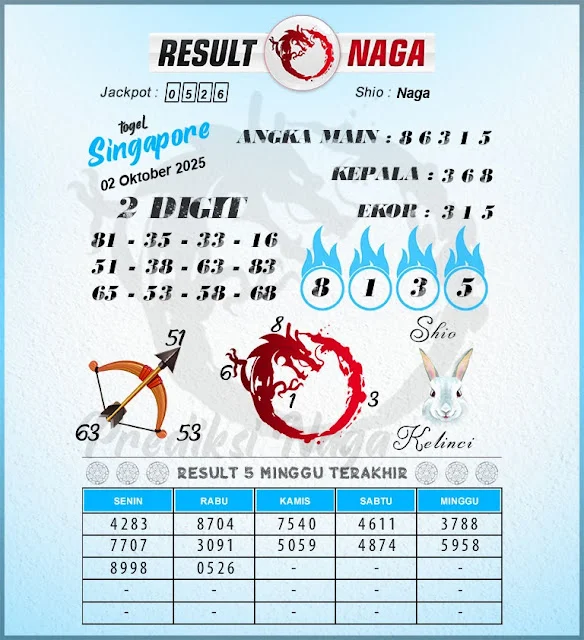 RESULT NAGA
Jackpot : 0526
Shio : Naga
togel
Singapore
02 Oktober 2025
ANGKA MAIN : 8 6 3 1 5
KEPALA : 3 6 8
EKOR : 3 1 5
2 DIGIT
81 - 35 - 33 - 16
51 - 38 - 63 - 83
65 - 53 - 58 - 68
8 1 3 5
51
63
53
8
6
1
3
Shio
Kelinci
Prediksi Naga
RESULT 5 MINGGU TERAKHIR
SENIN RABU KAMIS SABTU MINGGU
4283 8704 7540 4611 3788
7707 3091 5059 4874 5958
8998 0526 - - -
- - - - -
- - - - -